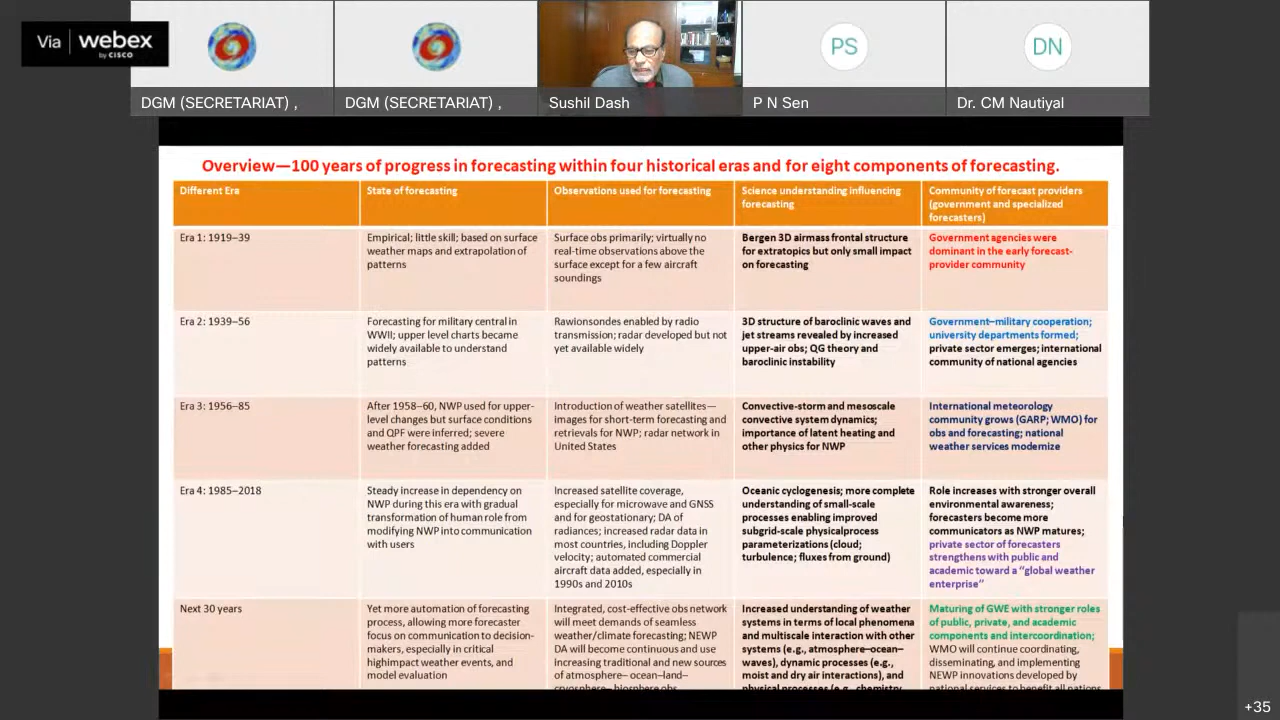 Via webex
by CISCO
DGM (SECRETARIAT) ,
DGM (SECRETARIAT) ,
Sushil Dash
PS
P N Sen
DN
Dr. CM Nautiyal
Overview—100 years of progress in forecasting within four historical eras and for eight components of forecasting.
Different Era
State of forecasting
Observations used for forecasting
Science understanding influencing
forecasting
Community of forecast providers
(government and specialized
forecasters)
Era 1: 1919–39
Empirical; little skill; based on surface
weather maps and extrapolation of
patterns
Surface obs primarily; virtually no
real-time observations above the
surface except for a few aircraft
soundings
Bergen 3D airmass frontal structure
for extratopics but only small impact
on forecasting
Government agencies were
dominant in the early forecast-
provider community
Era 2: 1939–56
Forecasting for military central in
WWII; upper level charts became
widely available to understand
patterns
Rawionsondes enabled by radio
transmission; radar developed but not
yet available widely
3D structure of baroclinic waves and
jet streams revealed by increased
upper-air obs; QG theory and
baroclinic instability
Government–military cooperation;
university departments formed;
private sector emerges; international
community of national agencies
Era 3: 1956–85
After 1958–60, NWP used for upper-
level changes but surface conditions
and QPF were inferred; severe
weather forecasting added
Introduction of weather satellites—
images for short-term forecasting and
retrievals for NWP; radar network in
United States
Convective-storm and mesoscale
convective system dynamics;
importance of latent heating and
other physics for NWP
International meteorology
community grows (GARP; WMO) for
obs and forecasting; national
weather services modemize
Era 4: 1985–2018
Steady increase in dependency on
NWP during this era with gradual
transformation of human role from
modifying NWP into communication
with users
Increased satellite coverage,
especially for microwave and GNSS
and for geostationary; DA of
radiances; increased radar data in
most countries, including Doppler
velocity; automated commercial
aircraft data added, especially in
1990s and 2010s
Oceanic cyclogenesis; more complete
understanding of small-scale
processes enabling improved
subgrid-scale physicalprocess
parameterizations (cloud;
turbulence; fluxes from ground)
Role increases with stronger overall
environmental awareness;
forecasters become more
communicators as NWP matures;
private sector of forecasters
strengthens with public and
academic toward a “global weather
enterprise”
Next 30 years
Yet more automation of forecasting
process, allowing more forecaster
focus on communication to decision-
makers, especially in critical
highimpact weather events, and
model evaluation
Integrated, cost-effective obs network
will meet demands of seamless
weather/climate forecasting; NEWP
DA will become continuous and use
increasing traditional and new sources
of atmosphere– ocean–land–
cryosphere– biosphere obs
Increased understanding of weather
systems in terms of local phenomena
and multiscale interaction with other
systems (e.g., atmosphere–ocean–
waves), dynamic processes (e.g.,
moist and dry air interactions), and
physical processes (e.g., chemistry
Maturing of GWE with stronger roles
of public, private, and academic
components and intercoordination;
WMO will continue coordinating,
disseminating, and implementing
NEWP innovations developed by
national services to benefit all nations
+35